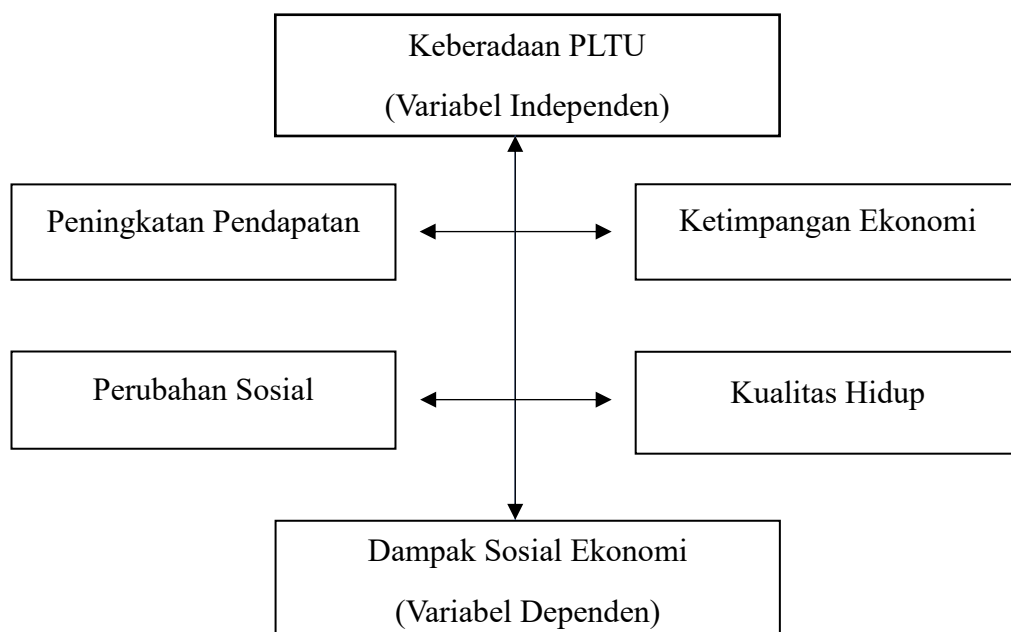 Keberadaan PLTU
(Variabel Independen)
Peningkatan Pendapatan
Ketimpangan Ekonomi
Perubahan Sosial
Kualitas Hidup
Dampak Sosial Ekonomi
(Variabel Dependen)